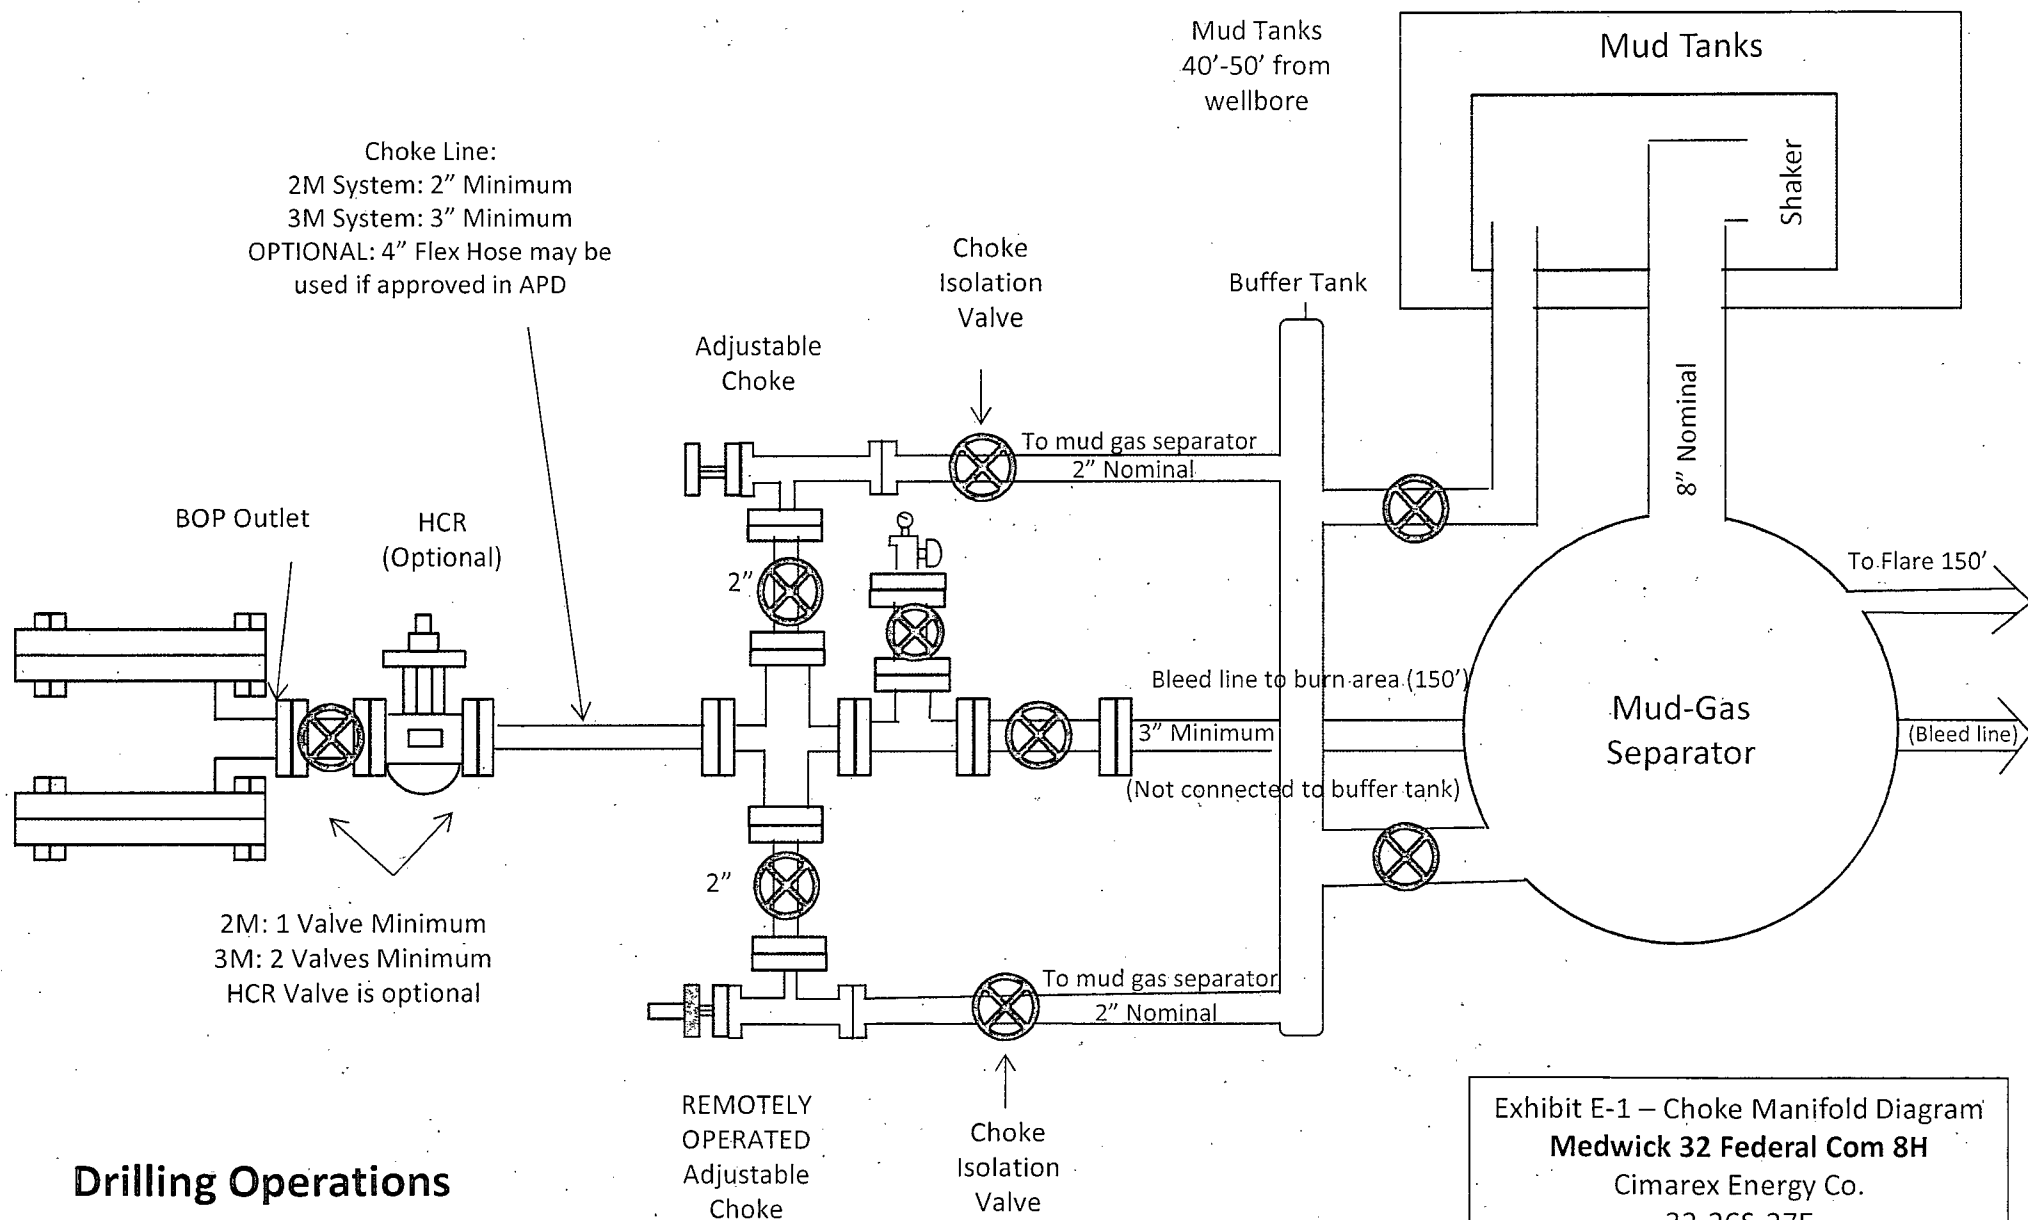 Mud Tanks
40’-50’ from
wellbore
Mud Tanks
Shaker
Choke Line:
2M System: 2” Minimum
3M System: 3” Minimum
OPTIONAL: 4” Flex Hose may be
used if approved in APD
Choke
Isolation
Valve
Buffer Tank
Adjustable
Choke
8” Nominal
To mud gas separator
2” Nominal
BOP Outlet
HCR
(Optional)
2”
To Flare 150’
Bleed line to burn area (150’)
3” Minimum
(Not connected to buffer tank)
Mud-Gas
Separator
(Bleed line)
2”
2M: 1 Valve Minimum
3M: 2 Valves Minimum
HCR Valve is optional
To mud gas separator
2” Nominal
REMOTELY
OPERATED
Adjustable
Choke
Choke
Isolation
Valve
Drilling Operations
Exhibit E-1 – Choke Manifold Diagram
Medwick 32 Federal Com 8H
Cimarex Energy Co.